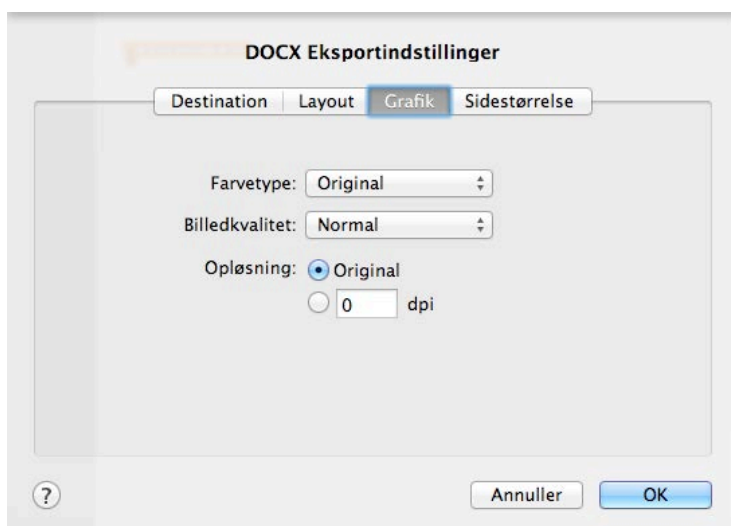 DOCX Eksportindstillinger
Destination Layout Grafik Sidestørrelse
Farvetype: Original
Billedkvalitet: Normal
Opløsning: Original
0 dpi
? Annuller OK